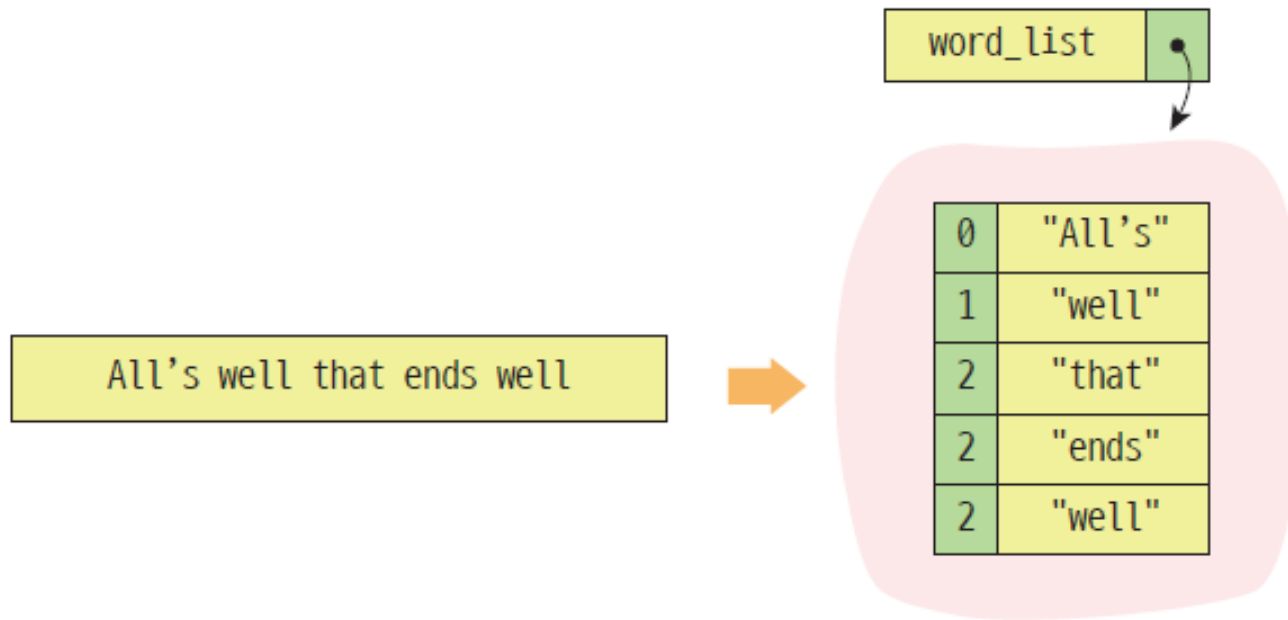 word_list
All’s well that ends well
0 "All’s"
1 "well"
2 "that"
2 "ends"
2 "well"